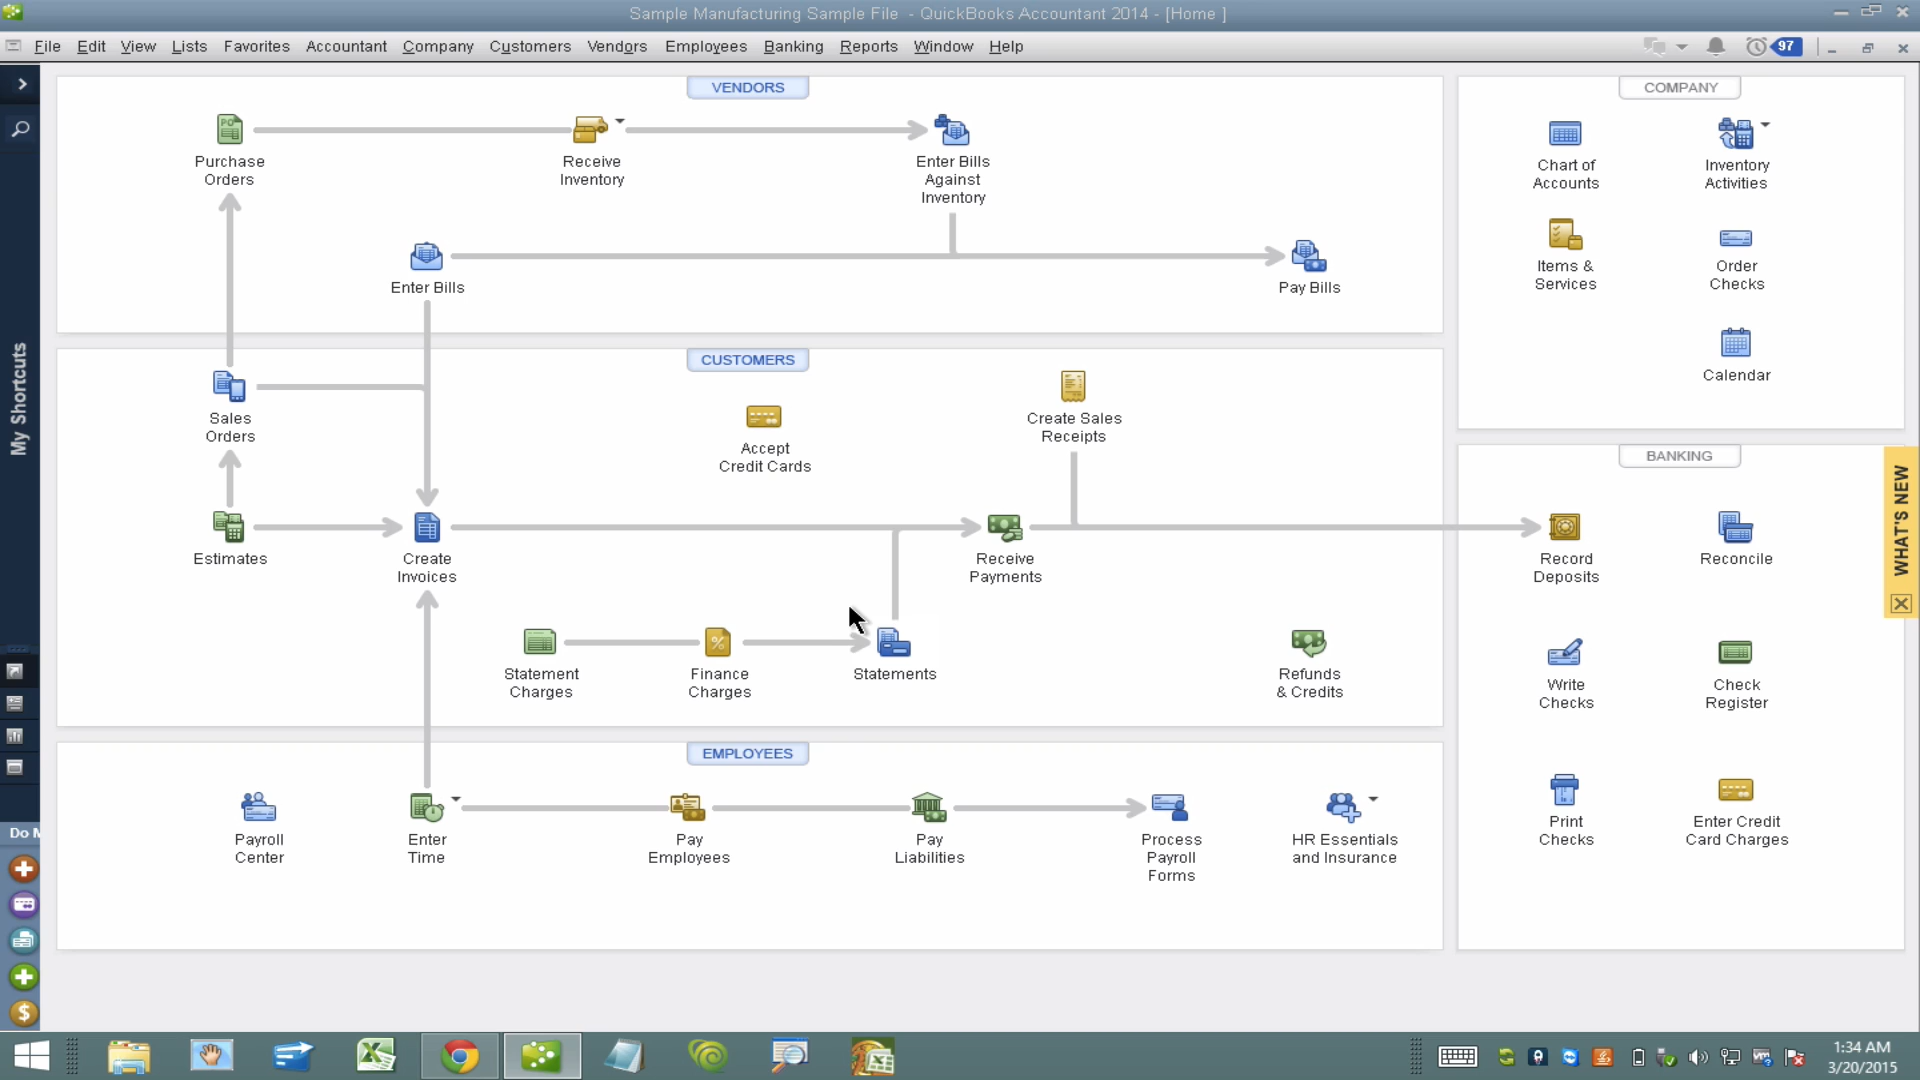 Sample Manufacturing Sample File - QuickBooks Accountant 2014 - [Home ]
File Edit View Lists Favorites Accountant Company Customers Vendors Employees Banking Reports Window Help
97
VENDORS
Purchase
Orders
Receive
Inventory
Enter Bills
Against
Inventory
Enter Bills
Pay Bills
CUSTOMERS
Sales
Orders
Accept
Credit Cards
Create Sales
Receipts
Estimates
Create
Invoices
Receive
Payments
Statement
Charges
Finance
Charges
Statements
Refunds
& Credits
EMPLOYEES
Payroll
Center
Enter
Time
Pay
Employees
Pay
Liabilities
Process
Payroll
Forms
HR Essentials
and Insurance
COMPANY
Chart of
Accounts
Inventory
Activities
Items &
Services
Order
Checks
Calendar
BANKING
Record
Deposits
Reconcile
Write
Checks
Check
Register
Print
Checks
Enter Credit
Card Charges
WHAT'S NEW
My Shortcuts
Do M
1:34 AM
3/20/2015